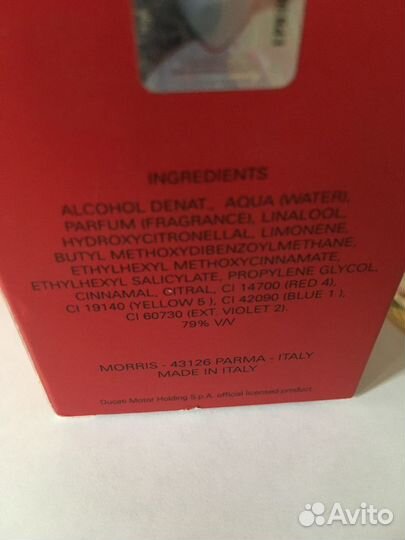 INGREDIENTS
ALCOHOL DENAT., AQUA (WATER),
PARFUM (FRAGRANCE), LINALOOL,
HYDROXYCITRONELLAL, LIMONENE,
BUTYL METHOXYDIBENZOYLMETHANE,
ETHYLHEXYL METHOXYCINNAMATE,
ETHYLHEXYL SALICYLATE, PROPYLENE GLYCOL,
CINNAMAL, CITRAL, CI 14700 (RED 4),
CI 19140 (YELLOW 5 ), CI 42090 (BLUE 1 ),
CI 60730 (EXT. VIOLET 2).
79% V/V
MORRIS - 43126 PARMA - ITALY
MADE IN ITALY
Ducati Motor Holding S.p.A. official licensed product
Avito